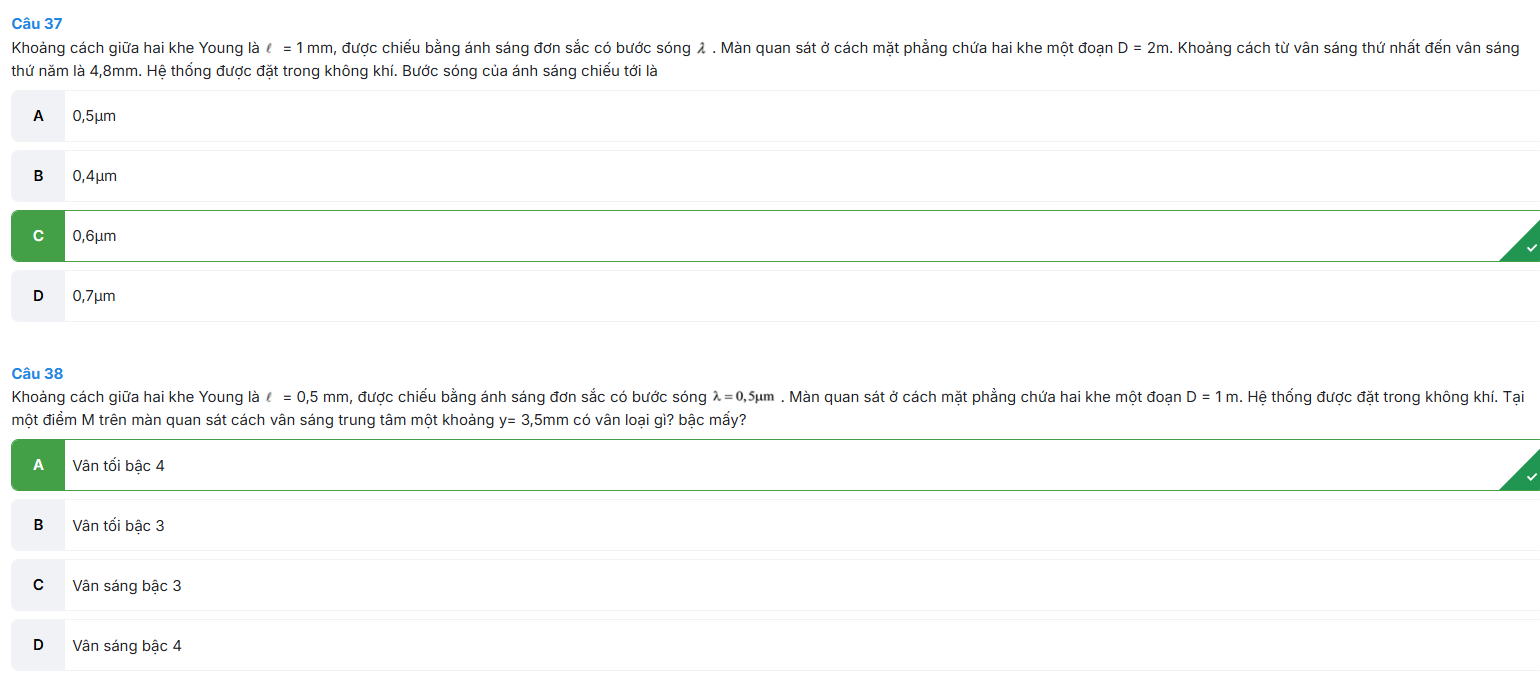 Câu 37
Khoảng cách giữa hai khe Young là ℓ = 1 mm, được chiếu bằng ánh sáng đơn sắc có bước sóng λ . Màn quan sát ở cách mặt phẳng chứa hai khe một đoạn D = 2m. Khoảng cách từ vân sáng thứ nhất đến vân sáng
thứ năm là 4,8mm. Hệ thống được đặt trong không khí. Bước sóng của ánh sáng chiếu tới là
A 0,5μm
B 0,4μm
C 0,6μm
D 0,7μm
Câu 38
Khoảng cách giữa hai khe Young là ℓ = 0,5 mm, được chiếu bằng ánh sáng đơn sắc có bước sóng λ = 0,5μm . Màn quan sát ở cách mặt phẳng chứa hai khe một đoạn D = 1 m. Hệ thống được đặt trong không khí. Tại
một điểm M trên màn quan sát cách vân sáng trung tâm một khoảng y= 3,5mm có vân loại gì? bậc mấy?
A Vân tối bậc 4
B Vân tối bậc 3
C Vân sáng bậc 3
D Vân sáng bậc 4